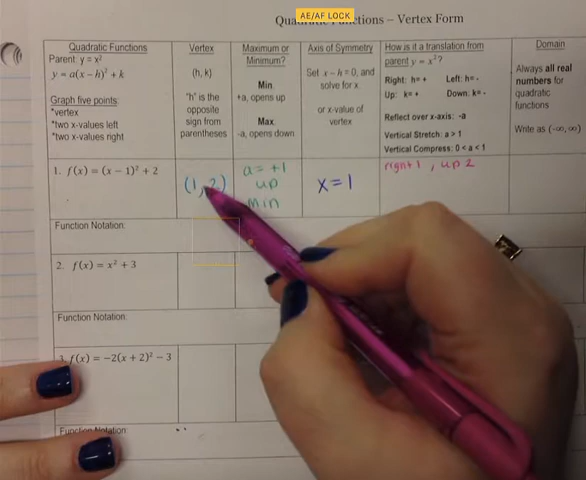 AE/AF LOCK
Quadratic Functions – Vertex Form
Quadratic Functions
Parent y = x²
y = a(x – h)² + k
Graph five points:
*vertex
*two x-values left
*two x-values right
Vertex
(h, k)
"h" is the
opposite
sign from
parentheses
Maximum or
Minimum?
Min
+a, opens up
Max
-a, opens down
Axis of Symmetry
Set x – h = 0, and
solve for x
or x-value of
vertex
How is it a translation from
parent y = x²?
Right: h= + Left: h= -
Up: k= + Down: k= -
Reflect over x-axis: -a
Vertical Stretch: a > 1
Vertical Compress: 0 < a < 1
Domain
Always all real
numbers for
quadratic
functions
Write as (-∞,∞)
1. f(x) = (x – 1)² + 2
(1, 2)
a = +1
up
min
x = 1
right 1, up 2
Function Notation:
2. f(x) = x² + 3
Function Notation:
3. f(x) = −2(x + 2)² – 3
Function Notation: